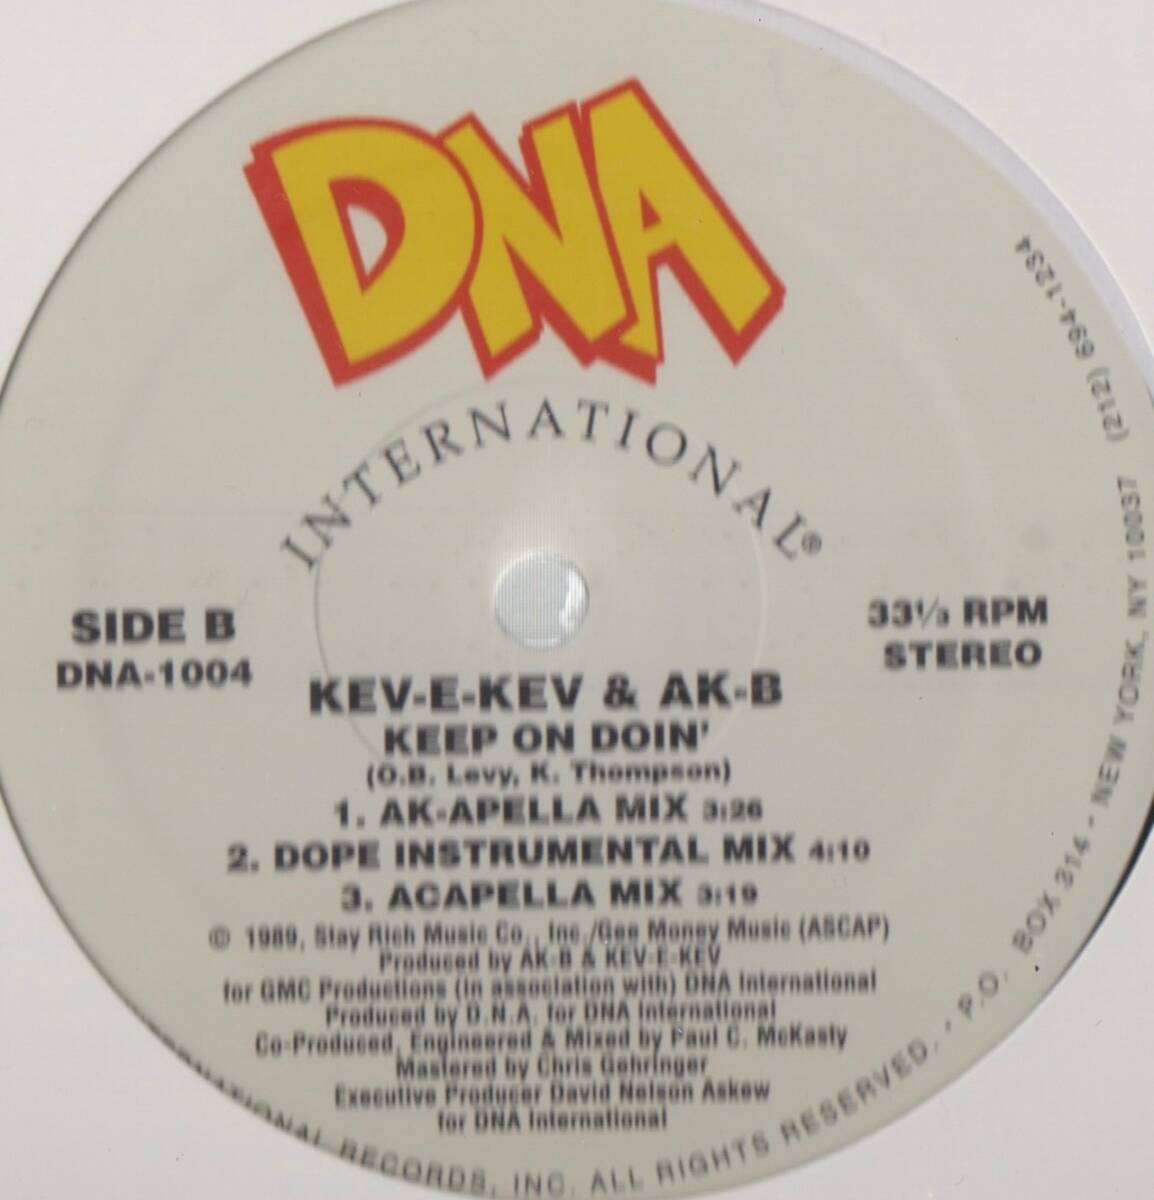 DNA
INTERNATIONAL®
SIDE B
DNA-1004
33⅓ RPM
STEREO
KEV-E-KEV & AK-B
KEEP ON DOIN'
(O.B. Levy, K. Thompson)
1. AK-APELLA MIX 3:26
2. DOPE INSTRUMENTAL MIX 4:10
3. ACAPELLA MIX 3:19
© 1989, Stay Rich Music Co., Inc./Gee Money Music (ASCAP)
Produced by AK-B & KEV-E-KEV
for GMC Productions (in association with) DNA International
Produced by D.N.A. for DNA International
Co-Produced, Engineered & Mixed by Paul C. McKasty
Mastered by Chris Gehringer
Executive Producer David Nelson Askew
for DNA International
RECORDS, INC. ALL RIGHTS RESERVED. • P.O. BOX 314 • NEW YORK, NY 10037 (212) 694-1234